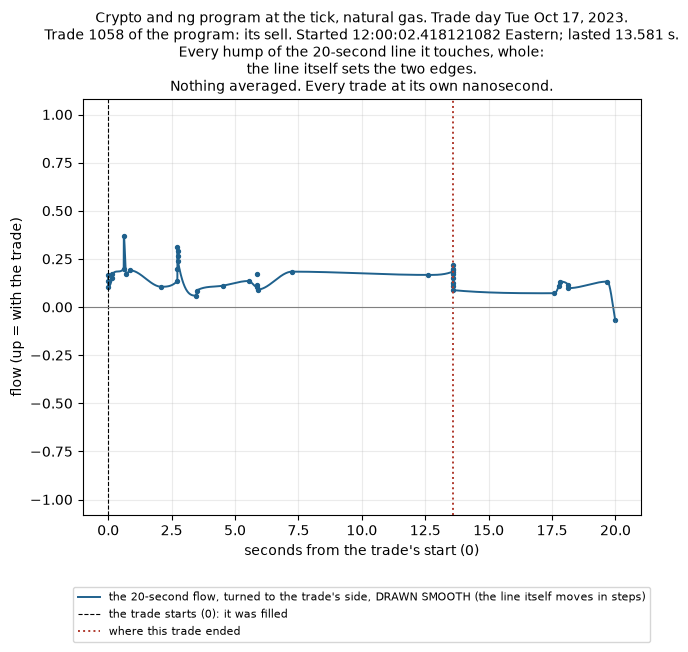 Crypto and ng program at the tick, natural gas. Trade day Tue Oct 17, 2023.
Trade 1058 of the program: its sell. Started 12:00:02.418121082 Eastern; lasted 13.581 s.
Every hump of the 20-second line it touches, whole:
the line itself sets the two edges.
Nothing averaged. Every trade at its own nanosecond.
1.00
0.75
0.50
0.25
0.00
−0.25
−0.50
−0.75
−1.00
flow (up = with the trade)
0.0 2.5 5.0 7.5 10.0 12.5 15.0 17.5 20.0
seconds from the trade's start (0)
the 20-second flow, turned to the trade's side, DRAWN SMOOTH (the line itself moves in steps)
the trade starts (0): it was filled
where this trade ended